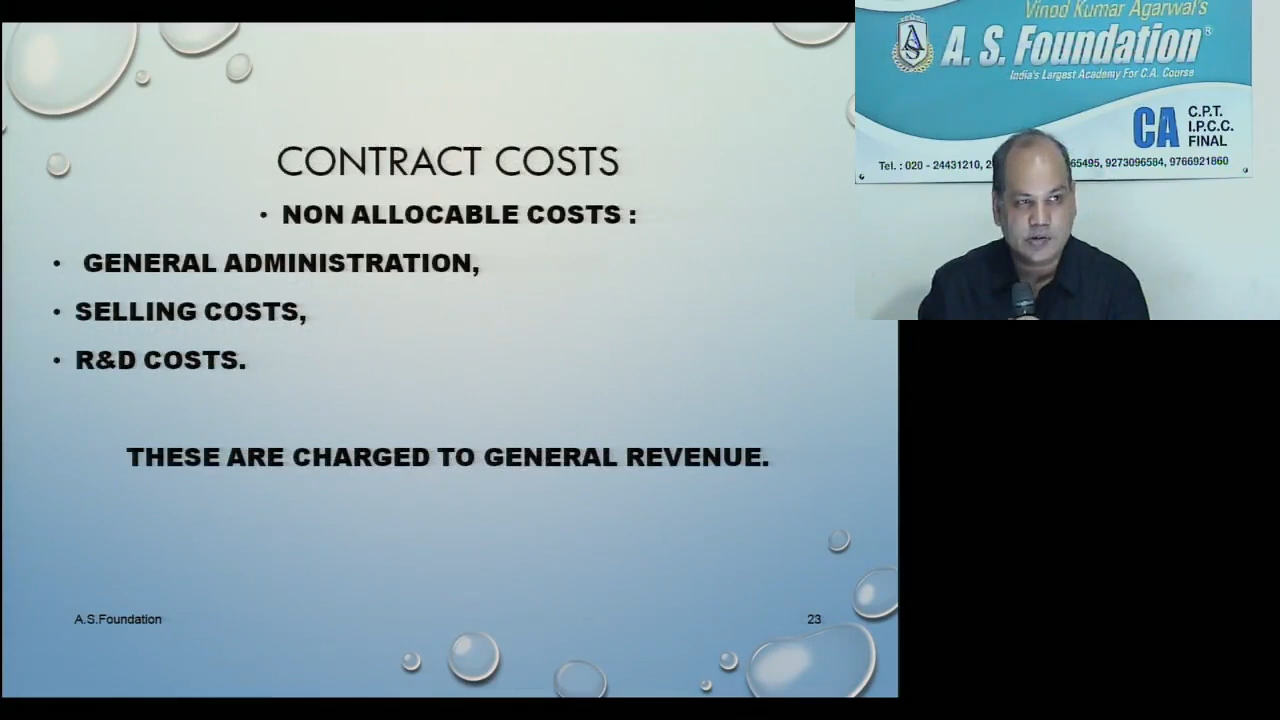 CONTRACT COSTS
• NON ALLOCABLE COSTS :
• GENERAL ADMINISTRATION,
• SELLING COSTS,
• R&D COSTS.
THESE ARE CHARGED TO GENERAL REVENUE.
A.S.Foundation
23
Vinod Kumar Agarwal's
AS
A. S. Foundation®
India's Largest Academy For C.A. Course
CA
C.P.T.
I.P.C.C.
FINAL
Tel. : 020 - 24431210, 65495, 9273096584, 9766921860